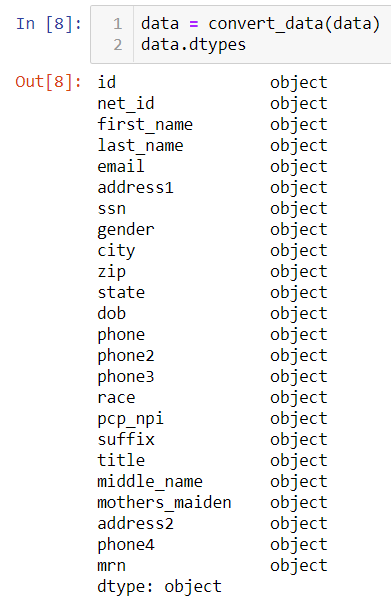 In [8]: 1 data = convert_data(data)
2 data.dtypes
Out[8]: id object
net_id object
first_name object
last_name object
email object
address1 object
ssn object
gender object
city object
zip object
state object
dob object
phone object
phone2 object
phone3 object
race object
pcp_npi object
suffix object
title object
middle_name object
mothers_maiden object
address2 object
phone4 object
mrn object
dtype: object